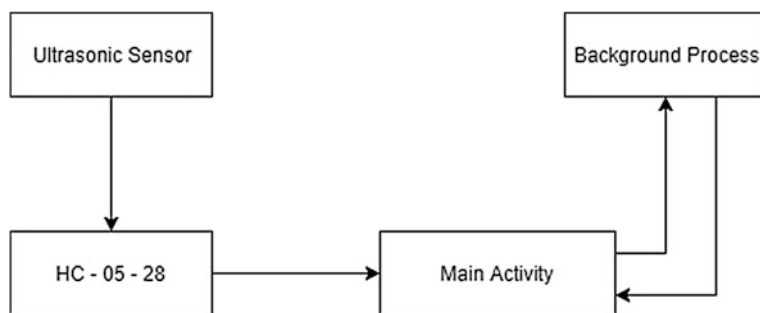 Ultrasonic Sensor
Background Process
HC - 05 - 28
Main Activity